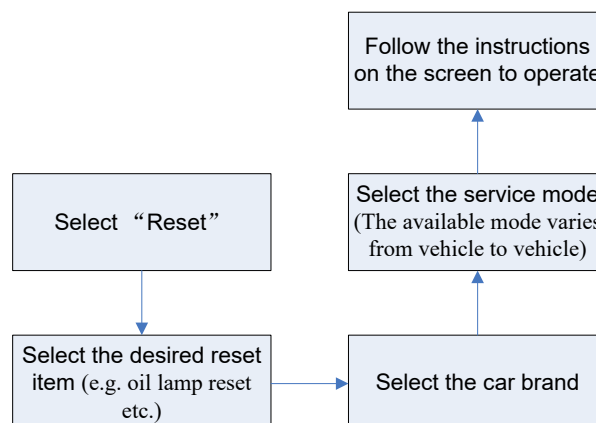 Follow the instructions
on the screen to operate
Select “Reset”
Select the service mode
(The available mode varies
from vehicle to vehicle)
Select the desired reset
item (e.g. oil lamp reset
etc.)
Select the car brand